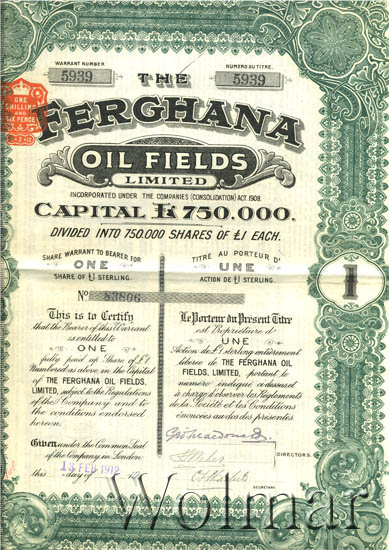 WARRANT NUMBER
5939
NUMÉRO DU TITRE.
5939
ONE
SHILLING
AND
SIX PENCE
THE
FERGHANA
OIL FIELDS
LIMITED
INCORPORATED UNDER THE COMPANIES (CONSOLIDATION) ACT 1908.
CAPITAL £750.000.
DIVIDED INTO 750.000 SHARES OF £1 EACH.
SHARE WARRANT TO BEARER FOR
ONE
SHARE OF £1 STERLING.
TITRE AU PORTEUR D'
UNE
ACTION DE £1 STERLING.
1
No 83806
This is to Certify
that the Bearer of this Warrant
is entitled to
ONE
fully paid up Share of £1
Numbered as above in the Capital
of THE FERGHANA OIL FIELDS,
LIMITED, subject to the Regulations
of the Company and to
the conditions endorsed
hereon.
Given under the Common Seal
of the Company in London
this day of 19
13 FEB 1912
Le Porteur du Present Titre
est Propriétaire d'
UNE
Action de £1 sterling entièrement
libérée de THE FERGHANA OIL
FIELDS, LIMITED, portant le
numéro indiqué ci-dessus et
à charge d'observer les Réglements
de la Société et les Conditions
énoncées au dos des présentes.
DIRECTORS.
SECRETARY.
Wolmar